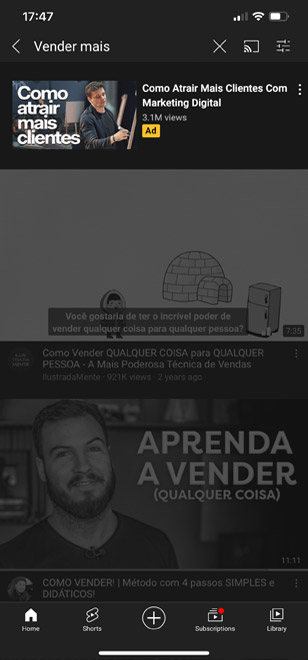 17:47
Vender mais
Como
atrair
mais
clientes
Como Atrair Mais Clientes Com
Marketing Digital
3.1M views
Ad
Você gostaria de ter o incrível poder de
vender qualquer coisa para qualquer pessoa?
7:35
Como Vender QUALQUER COISA para QUALQUER
PESSOA - A Mais Poderosa Técnica de Vendas
IlustradaMente · 921K views · 2 years ago
APRENDA
A VENDER
(QUALQUER COISA)
11:11
COMO VENDER! | Método com 4 passos SIMPLES e
DIDÁTICOS!
Home
Shorts
Subscriptions
Library